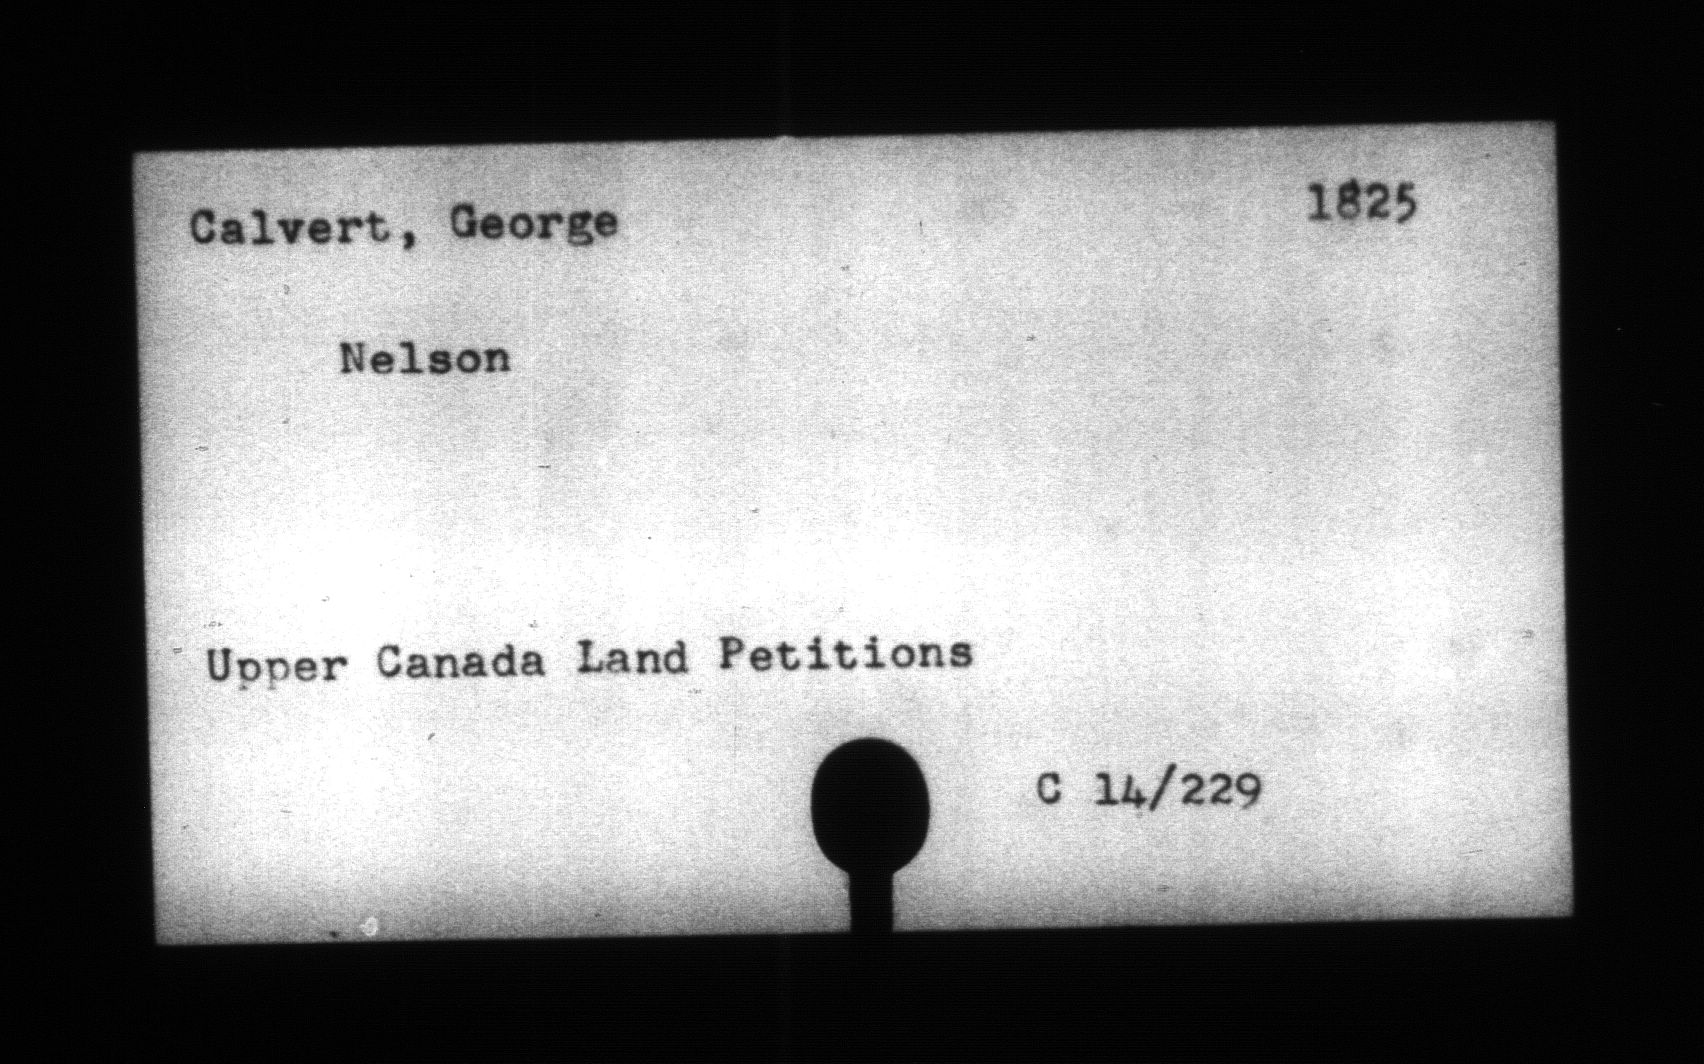 Calvert, George 1825
Nelson
Upper Canada Land Petitions
C 14/229